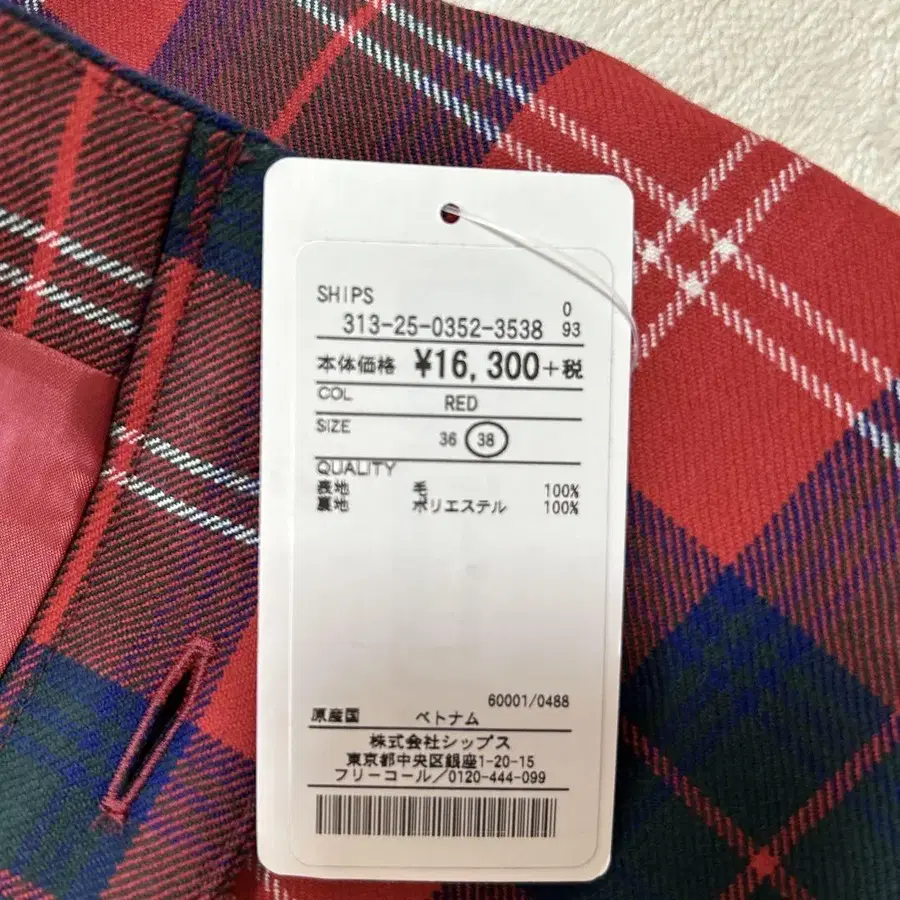 SHIPS
313-25-0352-3538
0
93
本体価格 ¥16,300+税
COL RED
SIZE 36 38
QUALITY
表地 毛 100%
裏地 ポリエステル 100%
60001/0488
原産国 ベトナム
株式会社シップス
東京都中央区銀座1-20-15
フリーコール/0120-444-099